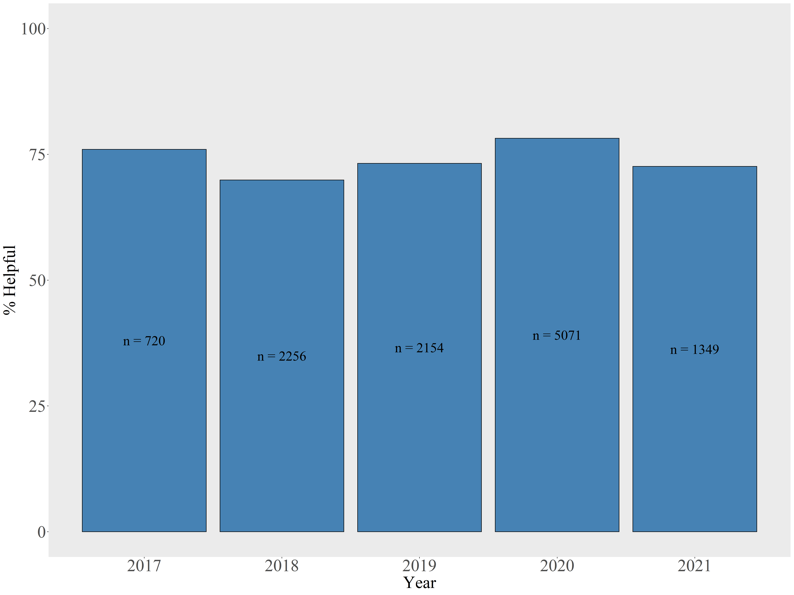 100
75
50
25
0
% Helpful
n = 720
n = 2256
n = 2154
n = 5071
n = 1349
2017 2018 2019 2020 2021
Year